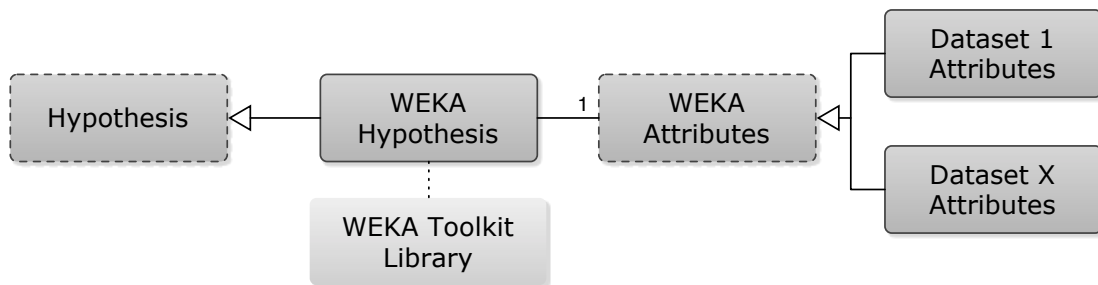 Hypothesis
WEKA
Hypothesis
1
WEKA
Attributes
Dataset 1
Attributes
Dataset X
Attributes
WEKA Toolkit
Library